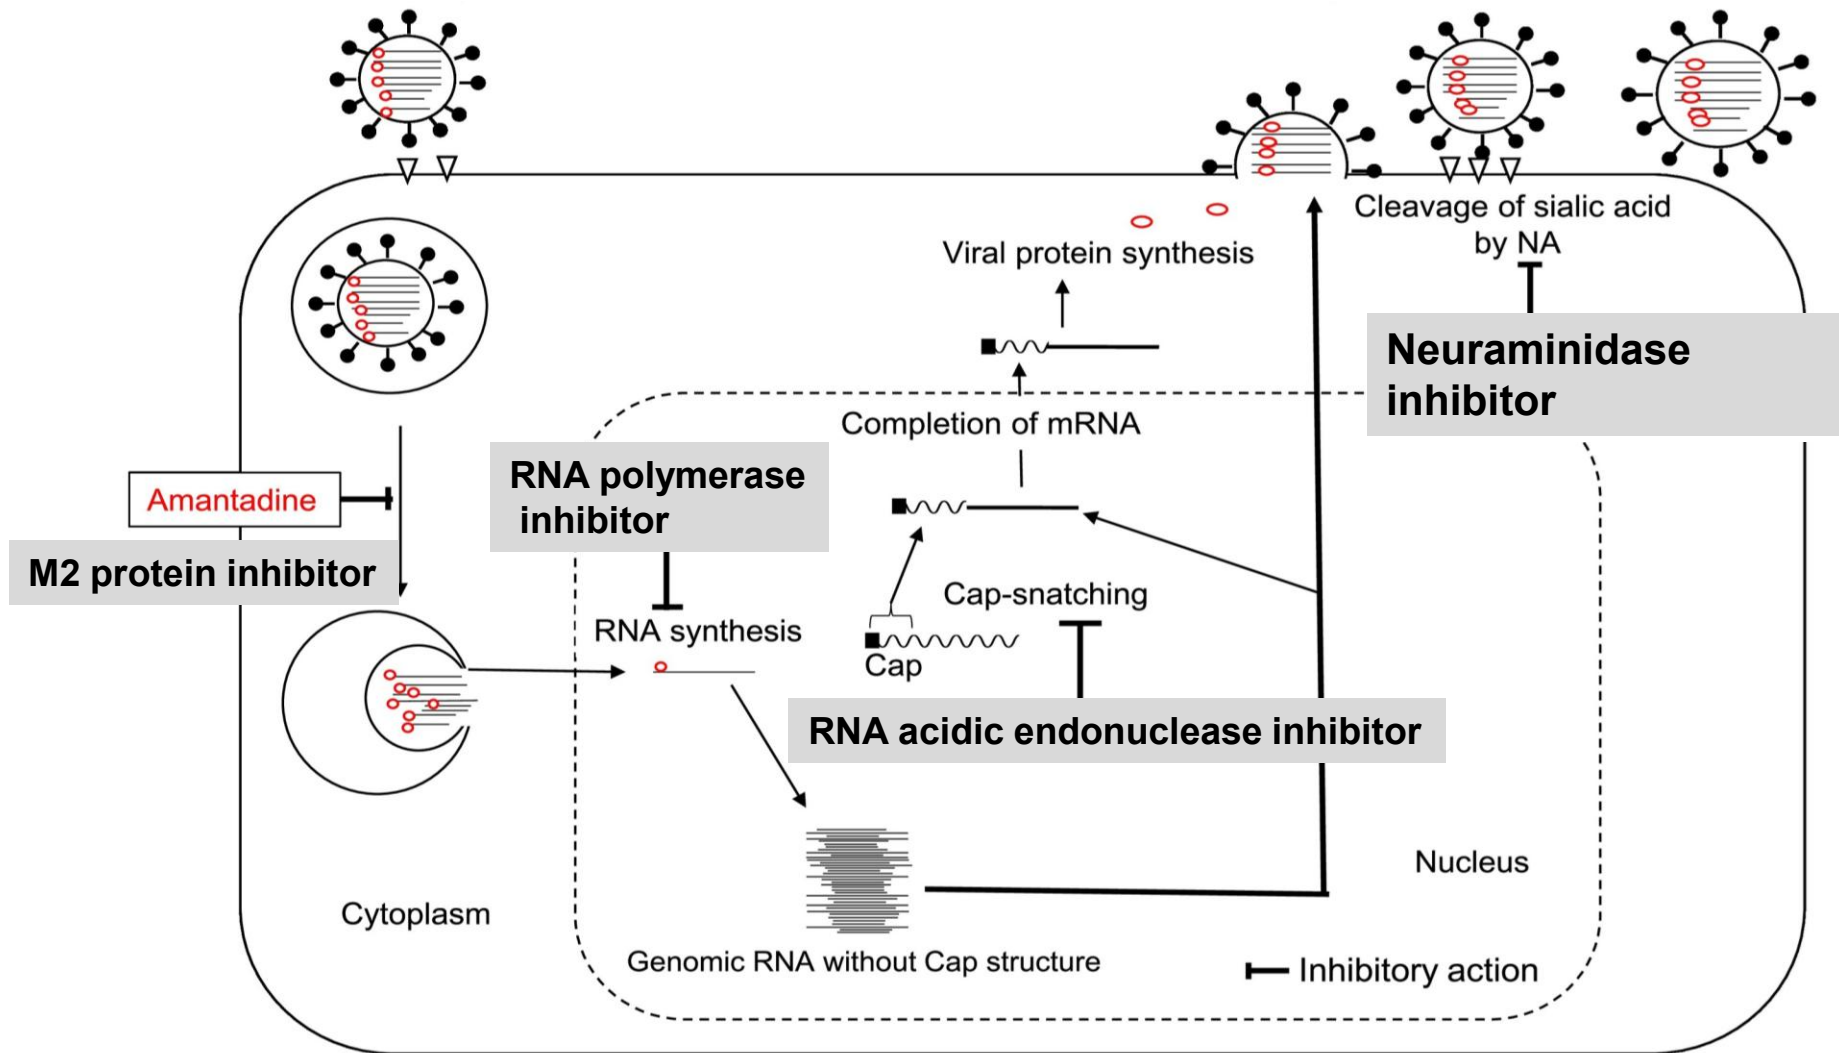 Cleavage of sialic acid
by NA
Viral protein synthesis
Neuraminidase
inhibitor
Completion of mRNA
RNA polymerase
inhibitor
Amantadine
M2 protein inhibitor
Cap-snatching
RNA synthesis
Cap
RNA acidic endonuclease inhibitor
Nucleus
Cytoplasm
Genomic RNA without Cap structure
Inhibitory action